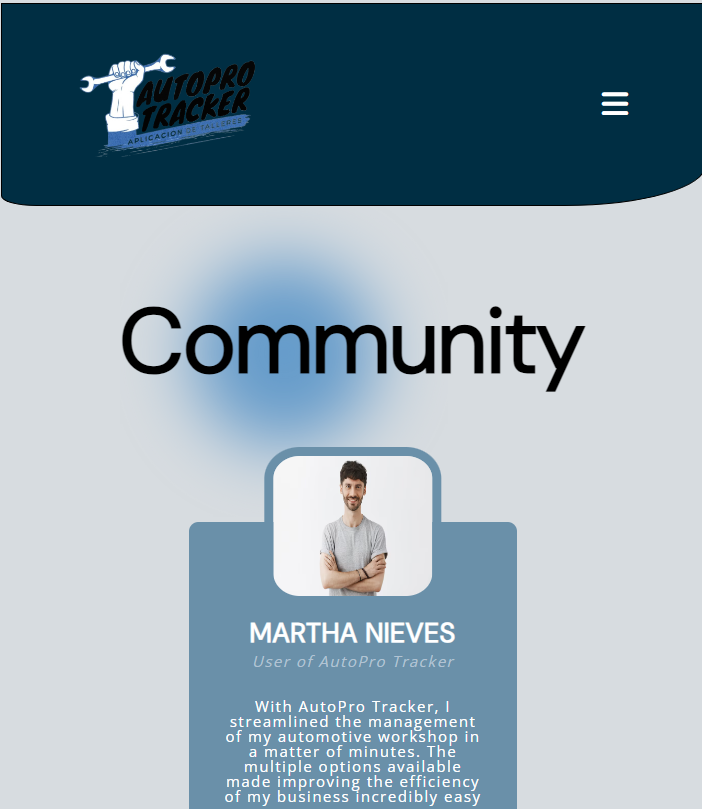 AUTOPRO
TRACKER
APLICACION DE TALLERES
Community
MARTHA NIEVES
User of AutoPro Tracker
With AutoPro Tracker, I
streamlined the management
of my automotive workshop in
a matter of minutes. The
multiple options available
made improving the efficiency
of my business incredibly easy